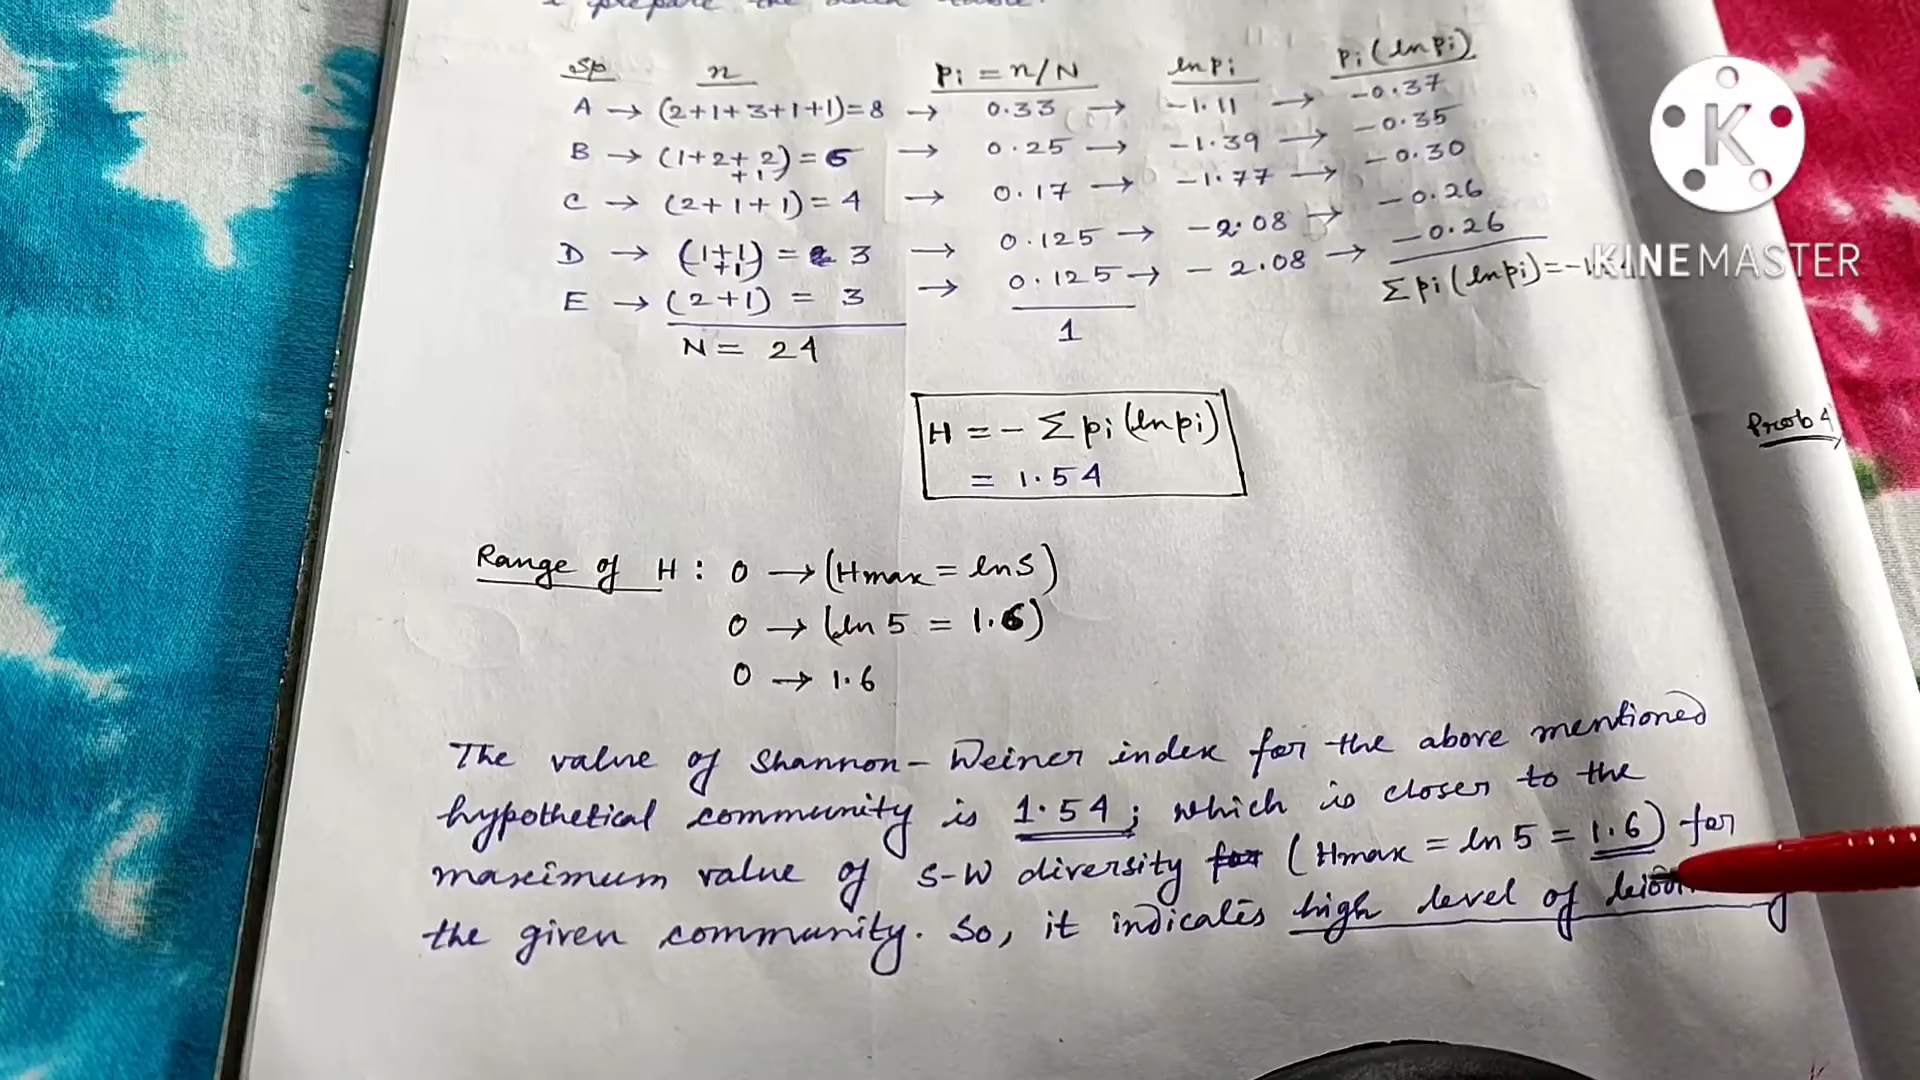 prepare the data table.
Sp n Pi = n/N ln Pi Pi (ln Pi)
A → (2+1+3+1+1)=8 → 0.33 → -1.11 → -0.37
B → (1+2+2+1) = 6 → 0.25 → -1.39 → -0.35
C → (2+1+1) = 4 → 0.17 → -1.77 → -0.30
D → (1+1+1) = 3 → 0.125 → -2.08 → -0.26
E → (2+1) = 3 → 0.125 → -2.08 → -0.26
N = 24 1 Σ Pi (ln Pi) =
K
KINEMASTER
H = - Σ Pi (ln Pi)
= 1.54
Prob 4
Range of H : 0 → (Hmax = ln S)
0 → (ln 5 = 1.6)
0 → 1.6
The value of Shannon-Weiner index for the above mentioned
hypothetical community is 1.54; which is closer to the
maximum value of S-W diversity (Hmax = ln 5 = 1.6) for
the given community. So, it indicates high level of